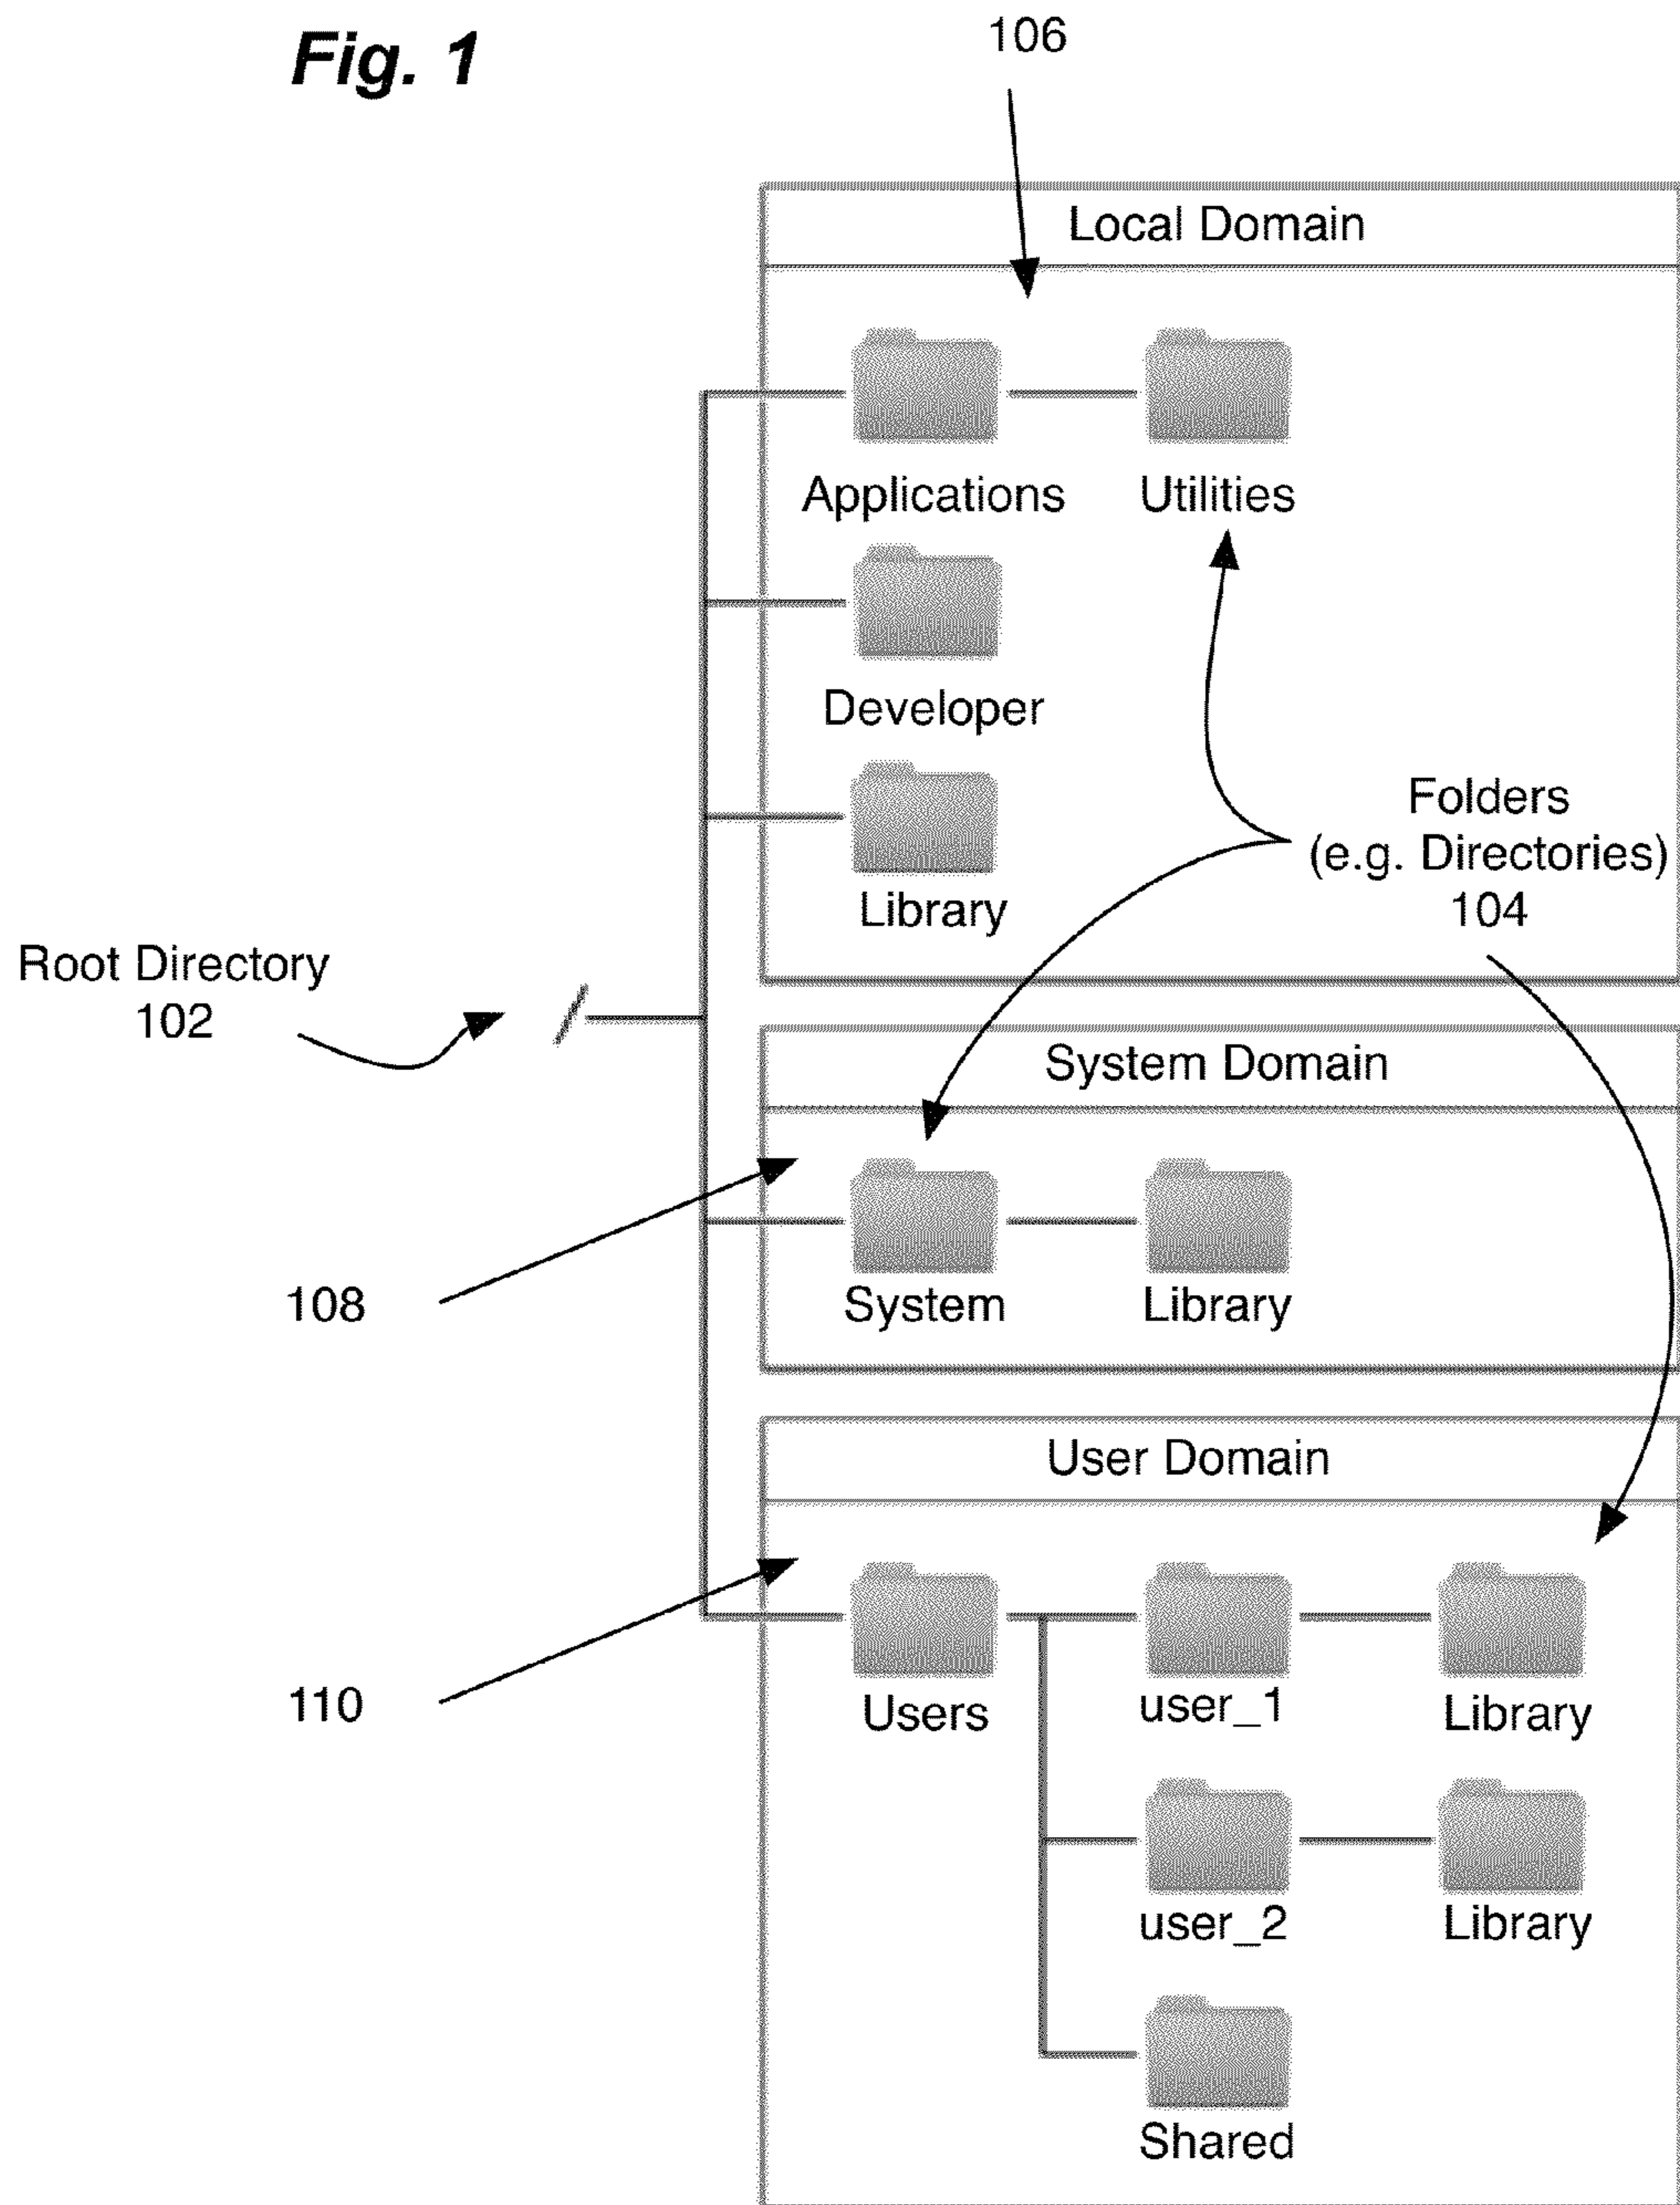 Fig. 1
106
Local Domain
Applications
Utilities
Developer
Folders
(e.g. Directories)
104
Library
Root Directory
102
/
System Domain
108
System
Library
User Domain
110
Users
user_1
Library
user_2
Library
Shared